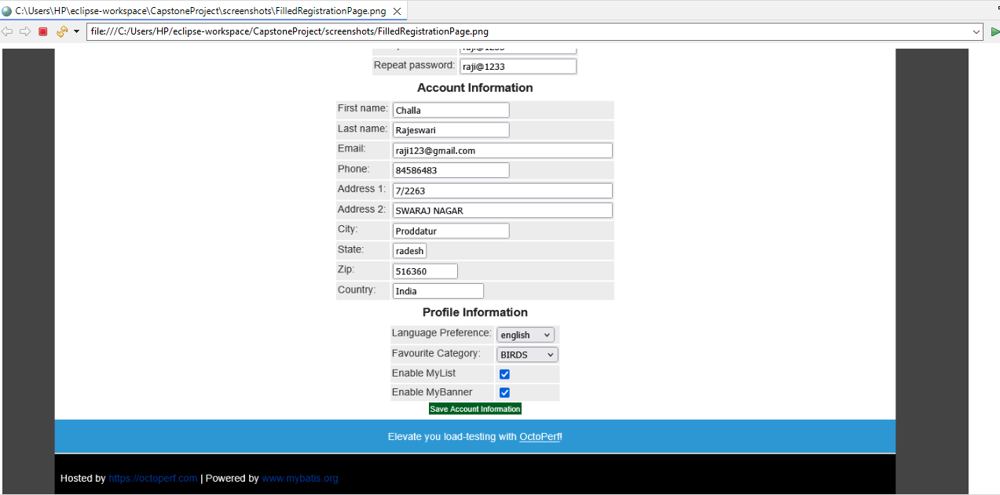 C:\Users\HP\eclipse-workspace\CapstoneProject\screenshots\FilledRegistrationPage.png
file:///C:/Users/HP/eclipse-workspace/CapstoneProject/screenshots/FilledRegistrationPage.png
Repeat password: raji@1233
Account Information
First name: Challa
Last name: Rajeswari
Email: raji123@gmail.com
Phone: 84586483
Address 1: 7/2263
Address 2: SWARAJ NAGAR
City: Proddatur
State: radesh
Zip: 516360
Country: India
Profile Information
Language Preference: english
Favourite Category: BIRDS
Enable MyList
Enable MyBanner
Save Account Information
Elevate you load-testing with OctoPerf!
Hosted by https://octoperf.com | Powered by www.mybatis.org